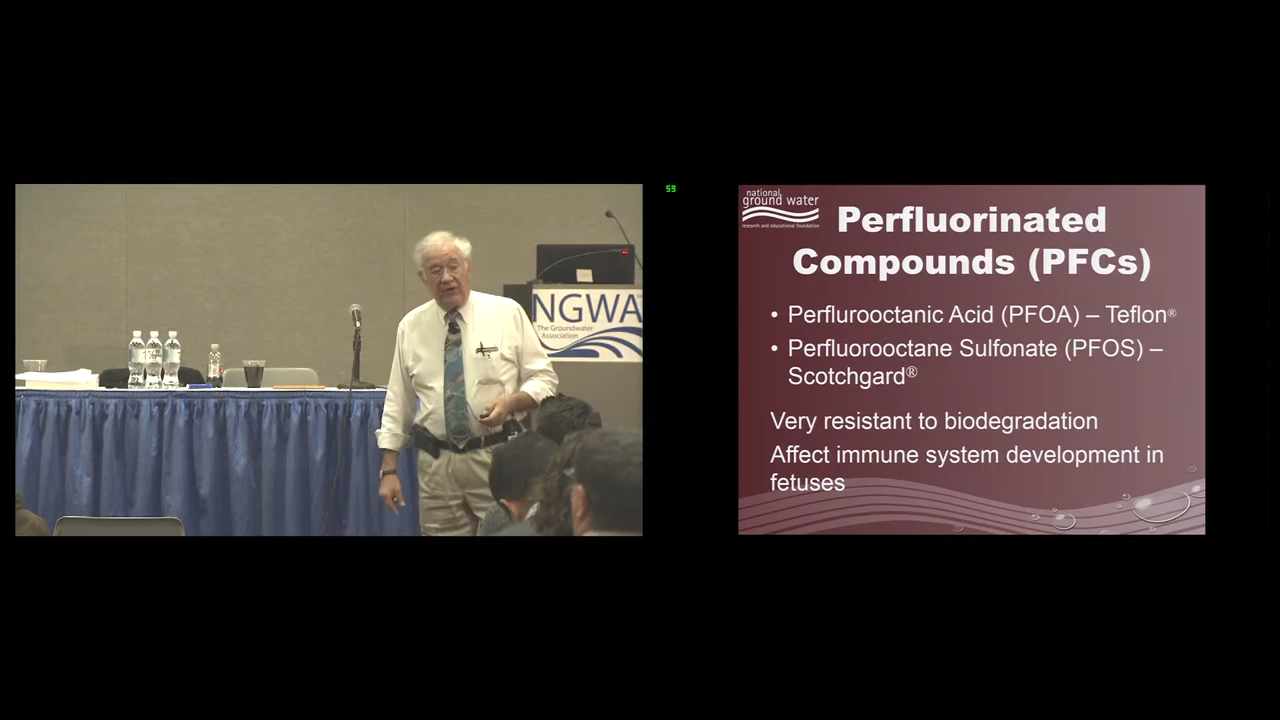 NGWA
The Groundwater
Association
59
national
ground water
research and educational foundation
Perfluorinated
Compounds (PFCs)
• Perflurooctanic Acid (PFOA) – Teflon®
• Perfluorooctane Sulfonate (PFOS) –
Scotchgard®
Very resistant to biodegradation
Affect immune system development in
fetuses